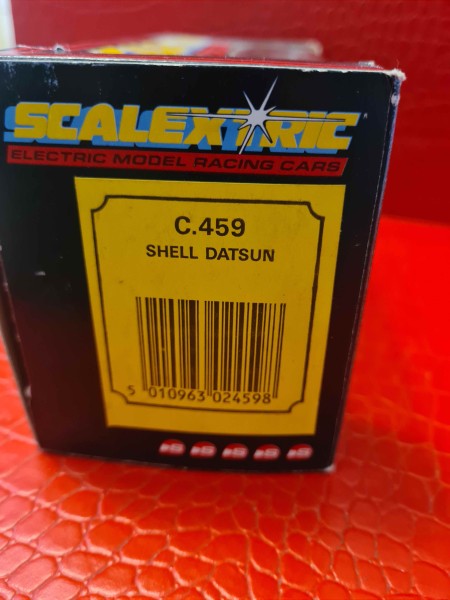 SCALEXTRIC
ELECTRIC MODEL RACING CARS
C.459
SHELL DATSUN
5 010963 024598